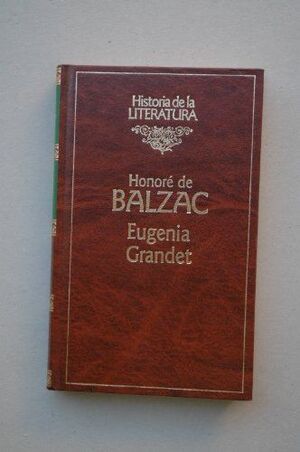 Historia de la
LITERATURA
Honoré de
BALZAC
Eugenia
Grandet